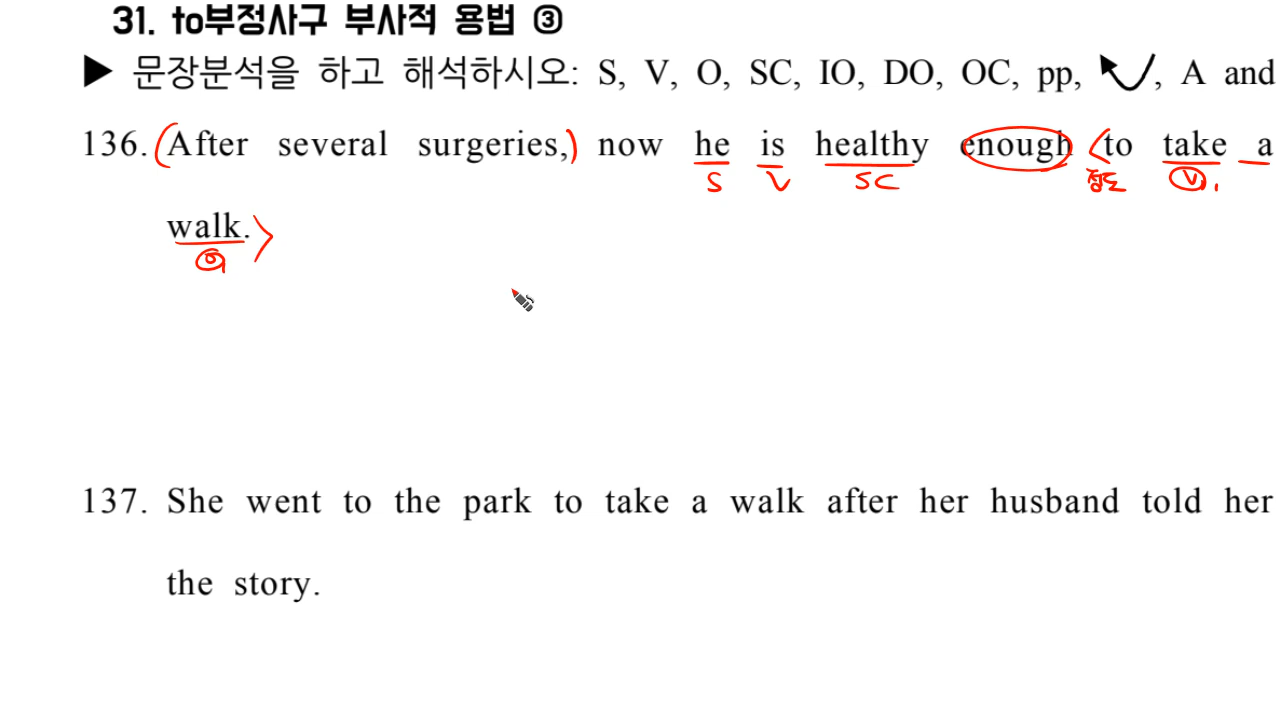 31. to부정사구 부사적 용법 ③
▶ 문장분석을 하고 해석하시오: S, V, O, SC, IO, DO, OC, pp, , A and
136. (After several surgeries,) now he is healthy enough <to take a
S V SC 정도 V1
walk.>
O
137. She went to the park to take a walk after her husband told her
the story.